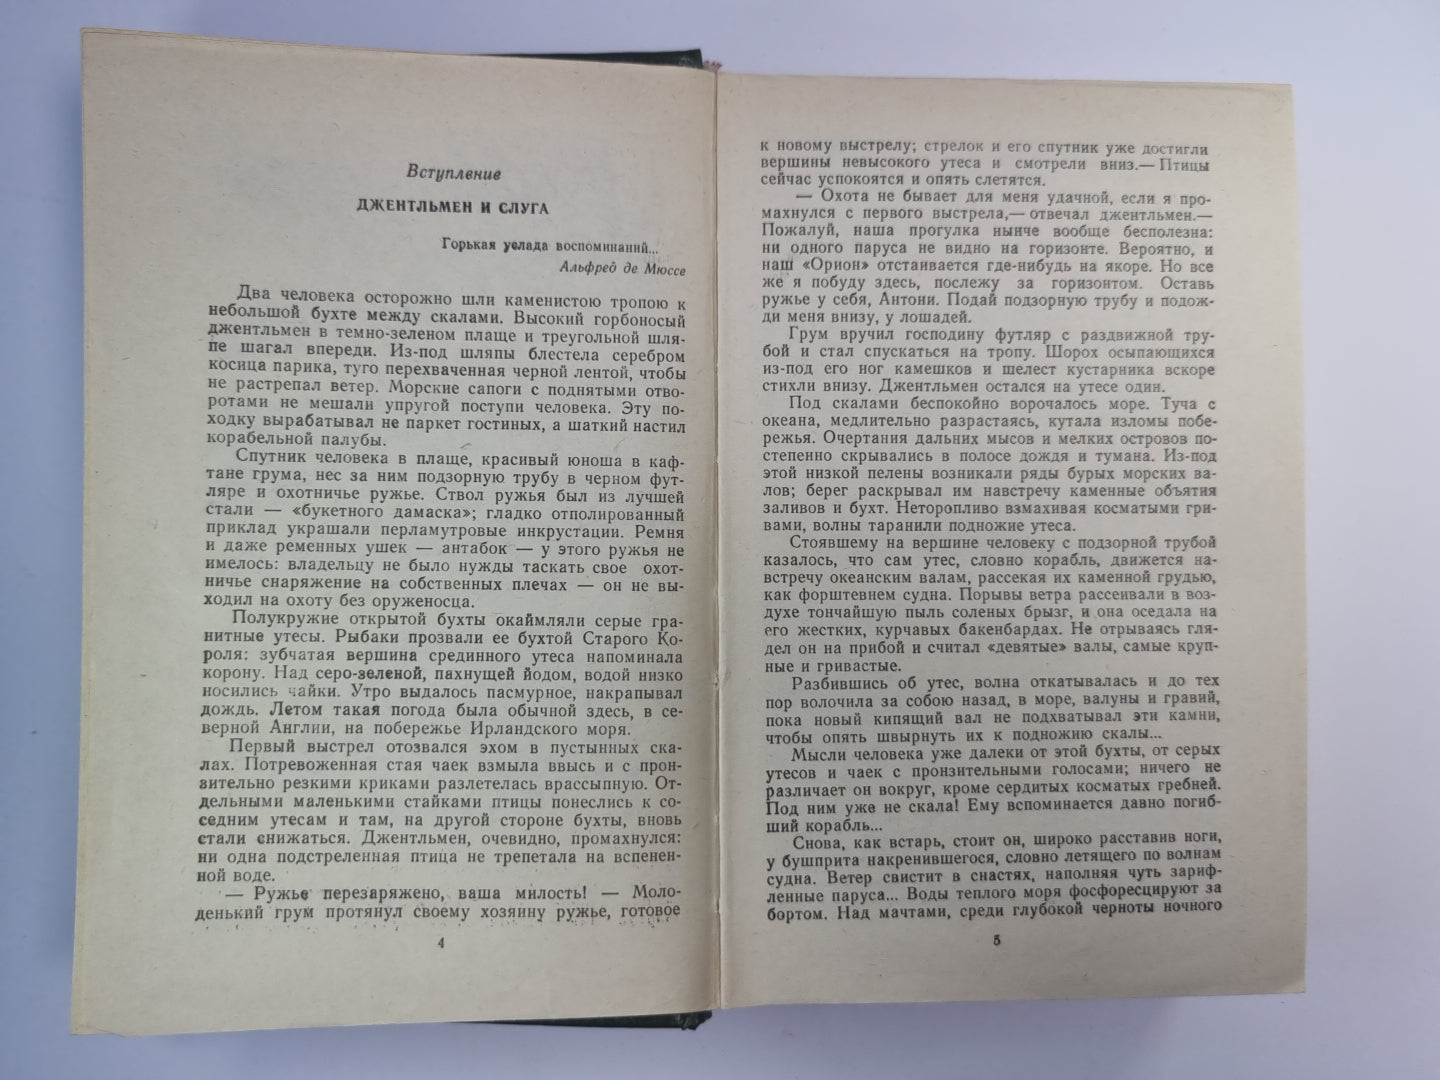 Вступление
ДЖЕНТЛЬМЕН И СЛУГА
Горькая услада воспоминаний...
Альфред де Мюссе
Два человека осторожно шли каменистою тропою к
небольшой бухте между скалами. Высокий горбоносый
джентльмен в темно-зеленом плаще и треугольной шля-
пе шагал впереди. Из-под шляпы блестела серебром
косица парика, туго перехваченная черной лентой, чтобы
не растрепал ветер. Морские сапоги с поднятыми отво-
ротами не мешали упругой поступи человека. Эту по-
ходку вырабатывал не паркет гостиных, а шаткий настил
корабельной палубы.
Спутник человека в плаще, красивый юноша в каф-
тане грума, нес за ним подзорную трубу в черном фут-
ляре и охотничье ружье. Ствол ружья был из лучшей
стали — «букетного дамаска»; гладко отполированный
приклад украшали перламутровые инкрустации. Ремня
и даже ременных ушек — антабок — у этого ружья не
имелось: владельцу не было нужды таскать свое охот-
ничье снаряжение на собственных плечах — он не вы-
ходил на охоту без оруженосца.
Полукружие открытой бухты окаймляли серые гра-
нитные утесы. Рыбаки прозвали ее бухтой Старого Ко-
роля: зубчатая вершина срединного утеса напоминала
корону. Над серо-зеленой, пахнущей йодом, водой низко
носились чайки. Утро выдалось пасмурное, накрапывал
дождь. Летом такая погода была обычной здесь, в се-
верной Англии, на побережье Ирландского моря.
Первый выстрел отозвался эхом в пустынных ска-
лах. Потревоженная стая чаек взмыла ввысь и с прон-
зительно резкими криками разлетелась врассыпную. От-
дельными маленькими стайками птицы понеслись к со-
седним утесам и там, на другой стороне бухты, вновь
стали снижаться. Джентльмен, очевидно, промахнулся:
ни одна подстреленная птица не трепетала на вспенен-
ной воде.
— Ружье перезаряжено, ваша милость! — Моло-
денький грум протянул своему хозяину ружье, готовое
4
к новому выстрелу; стрелок и его спутник уже достигли
вершины невысокого утеса и смотрели вниз.— Птицы
сейчас успокоятся и опять слетятся.
— Охота не бывает для меня удачной, если я про-
махнулся с первого выстрела,— отвечал джентльмен.—
Пожалуй, наша прогулка нынче вообще бесполезна:
ни одного паруса не видно на горизонте. Вероятно, и
наш «Орион» отстаивается где-нибудь на якоре. Но все
же я побуду здесь, послежу за горизонтом. Оставь
ружье у себя, Антони. Подай подзорную трубу и подож-
ди меня внизу, у лошадей.
Грум вручил господину футляр с раздвижной тру-
бой и стал спускаться на тропу. Шорох осыпающихся
из-под его ног камешков и шелест кустарника вскоре
стихли внизу. Джентльмен остался на утесе один.
Под скалами беспокойно ворочалось море. Туча с
океана, медлительно разрастаясь, кутала изломы побе-
режья. Очертания дальних мысов и мелких островов по-
степенно скрывались в полосе дождя и тумана. Из-под
этой низкой пелены возникали ряды бурых морских ва-
лов; берег раскрывал им навстречу каменные объятия
заливов и бухт. Неторопливо взмахивая косматыми гри-
вами, волны таранили подножие утеса.
Стоявшему на вершине человеку с подзорной трубой
казалось, что сам утес, словно корабль, движется на-
встречу океанским валам, рассекая их каменной грудью,
как форштевнем судна. Порывы ветра рассеивали в воз-
духе тончайшую пыль соленых брызг, и она оседала на
его жестких, курчавых бакенбардах. Не отрываясь гля-
дел он на прибой и считал «девятые» валы, самые круп-
ные и гривастые.
Разбившись об утес, волна откатывалась и до тех
пор волочила за собою назад, в море, валуны и гравий,
пока новый кипящий вал не подхватывал эти камни,
чтобы опять швырнуть их к подножию скалы...
Мысли человека уже далеки от этой бухты, от серых
утесов и чаек с пронзительными голосами; ничего не
различает он вокруг, кроме сердитых косматых гребней.
Под ним уже не скала! Ему вспоминается давно погиб-
ший корабль...
Снова, как встарь, стоит он, широко расставив ноги,
у бушприта накренившегося, словно летящего по волнам
судна. Ветер свистит в снастях, наполняя чуть зариф-
ленные паруса... Воды теплого моря фосфоресцируют за
бортом. Над мачтами, среди глубокой черноты ночного
5